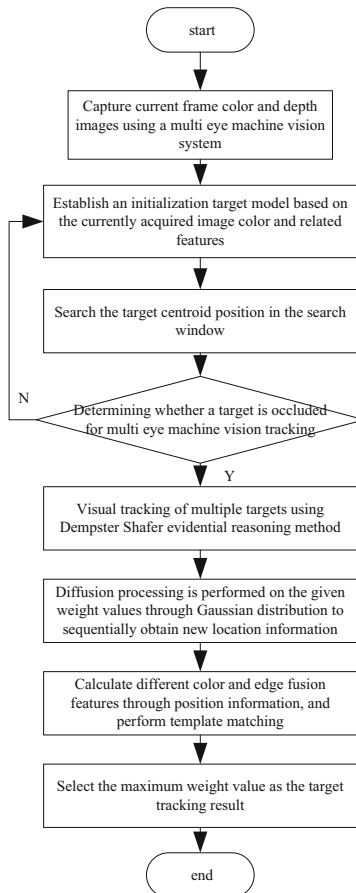 start
Capture current frame color and depth
images using a multi eye machine vision
system
Establish an initialization target model based on
the currently acquired image color and related
features
Search the target centroid position in the search
window
N
Determining whether a target is occluded
for multi eye machine vision tracking
Y
Visual tracking of multiple targets using
Dempster Shafer evidential reasoning method
Diffusion processing is performed on the given
weight values through Gaussian distribution to
sequentially obtain new location information
Calculate different color and edge fusion
features through position information, and
perform template matching
Select the maximum weight value as the target
tracking result
end